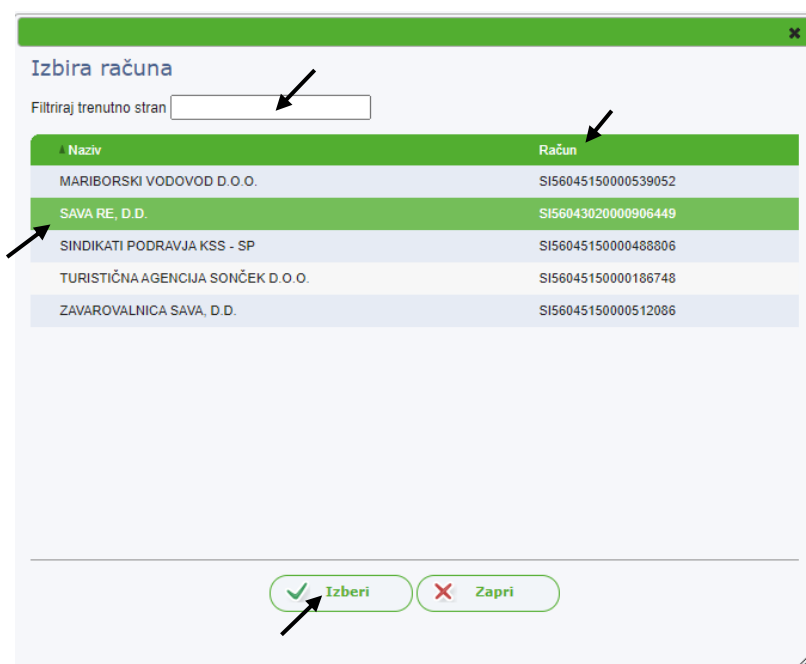 Izbira računa
Filtriraj trenutno stran
Naziv Račun
MARIBORSKI VODOVOD D.O.O. SI56045150000539052
SAVA RE, D.D. SI56043020000906449
SINDIKATI PODRAVJA KSS - SP SI56045150000488806
TURISTIČNA AGENCIJA SONČEK D.O.O. SI56045150000186748
ZAVAROVALNICA SAVA, D.D. SI56045150000512086
Izberi Zapri